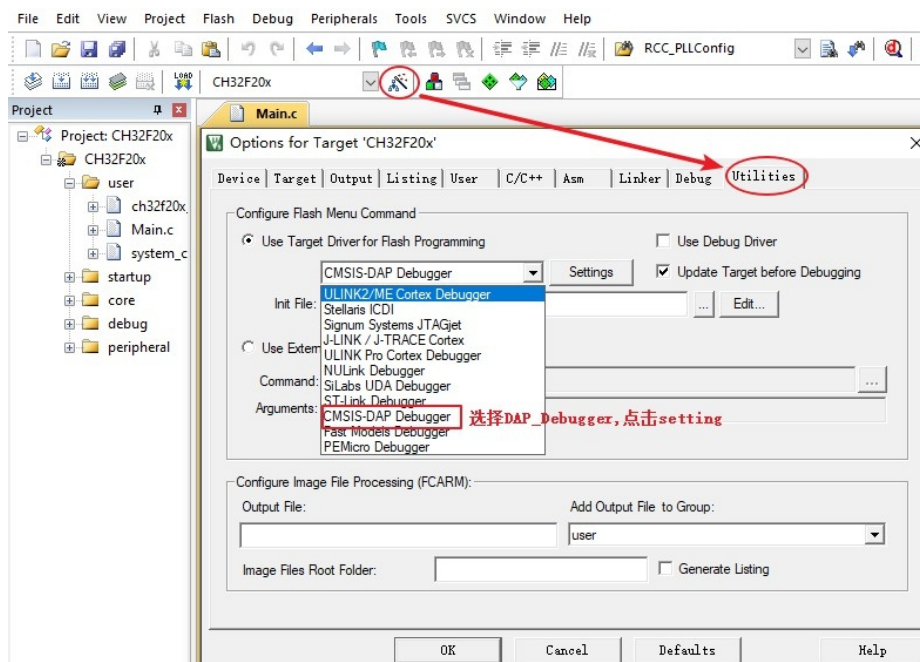 File Edit View Project Flash Debug Peripherals Tools SVCS Window Help
RCC_PLLConfig
LOAD
CH32F20x
Project
Main.c
Project: CH32F20x
CH32F20x
user
ch32f20x
Main.c
system_c
startup
core
debug
peripheral
Options for Target 'CH32F20x'
Device Target Output Listing User C/C++ Asm Linker Debug Utilities
Configure Flash Menu Command
Use Target Driver for Flash Programming
Use Debug Driver
CMSIS-DAP Debugger
Settings
Update Target before Debugging
ULINK2/ME Cortex Debugger
Stellaris ICDI
Signum Systems JTAGjet
J-LINK / J-TRACE Cortex
ULINK Pro Cortex Debugger
NULink Debugger
SiLabs UDA Debugger
ST-Link Debugger
CMSIS-DAP Debugger
Fast Models Debugger
PEMicro Debugger
Init File:
...
Edit...
Use Extern
Command:
...
Arguments:
选择DAP_Debugger,点击setting
Configure Image File Processing (FCARM):
Output File:
Add Output File to Group:
user
Image Files Root Folder:
Generate Listing
OK Cancel Defaults Help